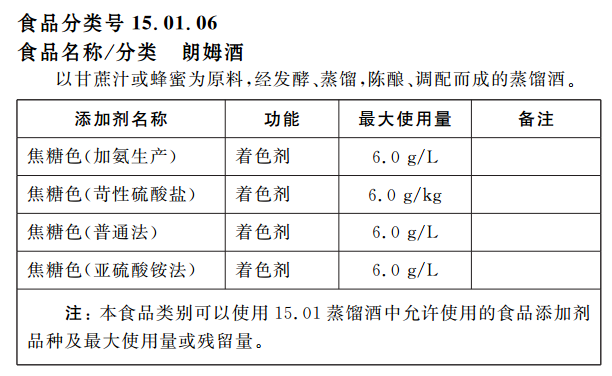 食品分类号 15.01.06
食品名称/分类 朗姆酒
以甘蔗汁或蜂蜜为原料,经发酵、蒸馏,陈酿、调配而成的蒸馏酒。
添加剂名称 功能 最大使用量 备注
焦糖色(加氨生产) 着色剂 6.0 g/L
焦糖色(苛性硫酸盐) 着色剂 6.0 g/kg
焦糖色(普通法) 着色剂 6.0 g/L
焦糖色(亚硫酸铵法) 着色剂 6.0 g/L
注:本食品类别可以使用 15.01 蒸馏酒中允许使用的食品添加剂
品种及最大使用量或残留量。